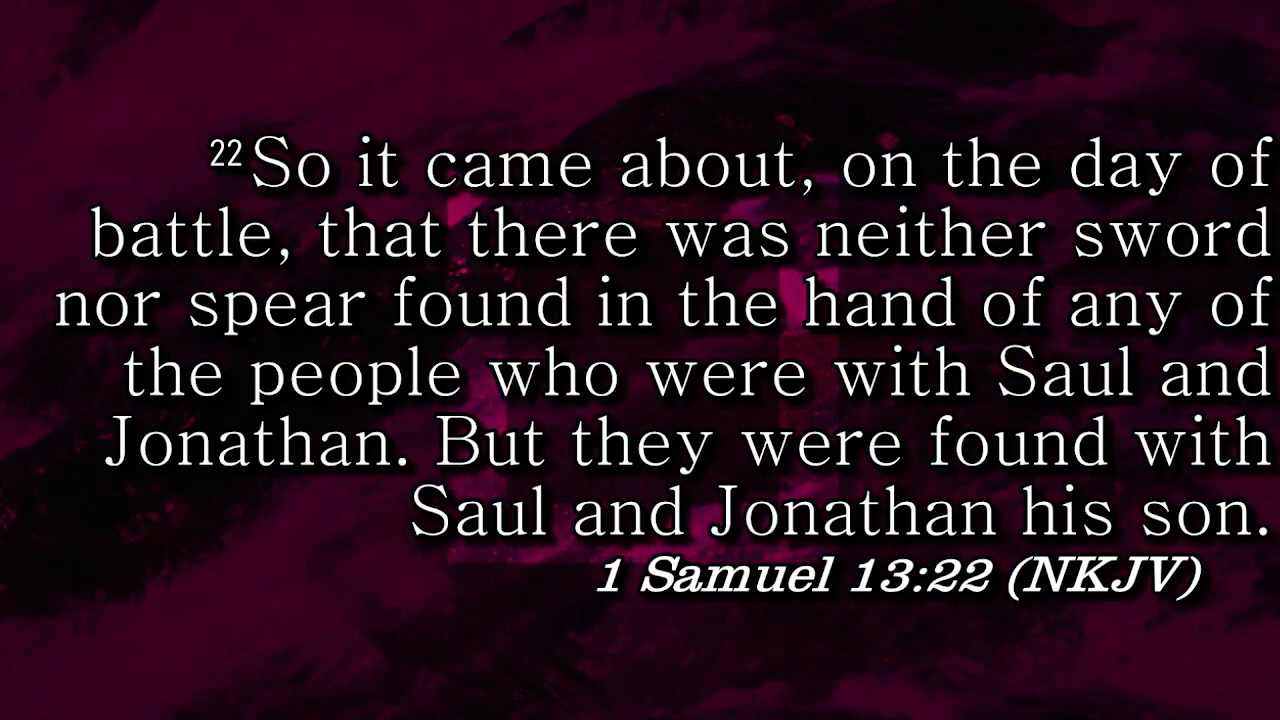 22So it came about, on the day of
battle, that there was neither sword
nor spear found in the hand of any of
the people who were with Saul and
Jonathan. But they were found with
Saul and Jonathan his son.
1 Samuel 13:22 (NKJV)